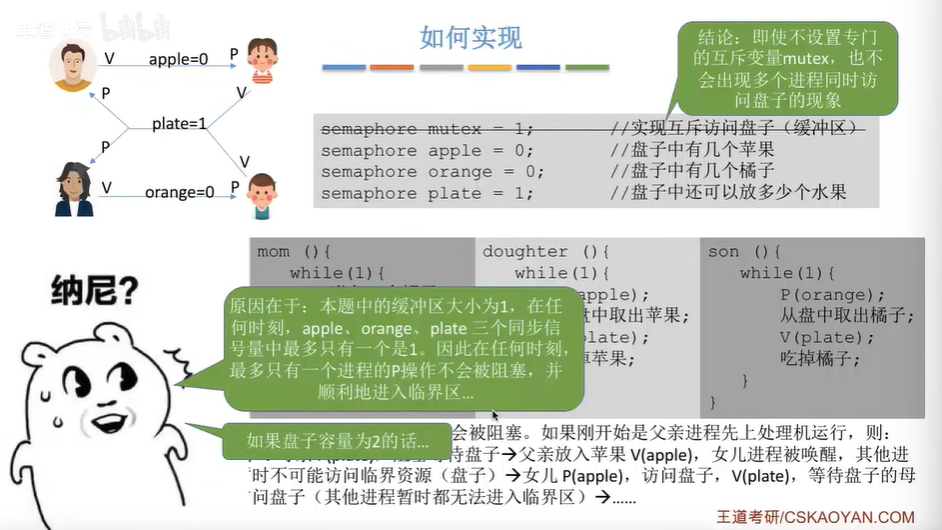 王道考研 bilibili
如何实现
结论：即使不设置专门
的互斥变量mutex，也不
会出现多个进程同时访
问盘子的现象
V apple=0 P
P V
plate=1
P V
V orange=0 P
semaphore mutex = 1; //实现互斥访问盘子（缓冲区）
semaphore apple = 0; //盘子中有几个苹果
semaphore orange = 0; //盘子中有几个橘子
semaphore plate = 1; //盘子中还可以放多少个水果
mom (){
while(1){
doughter (){
while(1){
apple);
盘中取出苹果;
late);
苹果;
son (){
while(1){
P(orange);
从盘中取出橘子;
V(plate);
吃掉橘子;
}
}
纳尼?
原因在于：本题中的缓冲区大小为1，在任
何时刻，apple、orange、plate 三个同步信
号量中最多只有一个是1。因此在任何时刻，
最多只有一个进程的P操作不会被阻塞，并
顺利地进入临界区...
如果盘子容量为2的话...
会被阻塞。如果刚开始是父亲进程先上处理机运行，则：
待盘子→父亲放入苹果 V(apple)，女儿进程被唤醒，其他进
时不可能访问临界资源（盘子）→女儿 P(apple)，访问盘子，V(plate)，等待盘子的母
问盘子（其他进程暂时都无法进入临界区）→......
王道考研/CSKAOYAN.COM